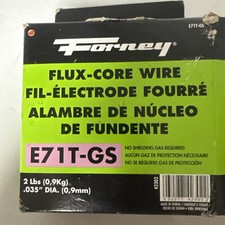 E71T-GS
Forney
FLUX-CORE WIRE
FIL-ÉLECTRODE FOURRÉ
ALAMBRE DE NÚCLEO
DE FUNDENTE
E71T-GS
NO SHIELDING GAS REQUIRED
AUCUN GAZ DE PROTECTION NÉCESSAIRE
NO SE REQUIERE GAS DE PROTECCIÓN
2 Lbs (0,9Kg)
.035" DIA. (0,9mm)
42302